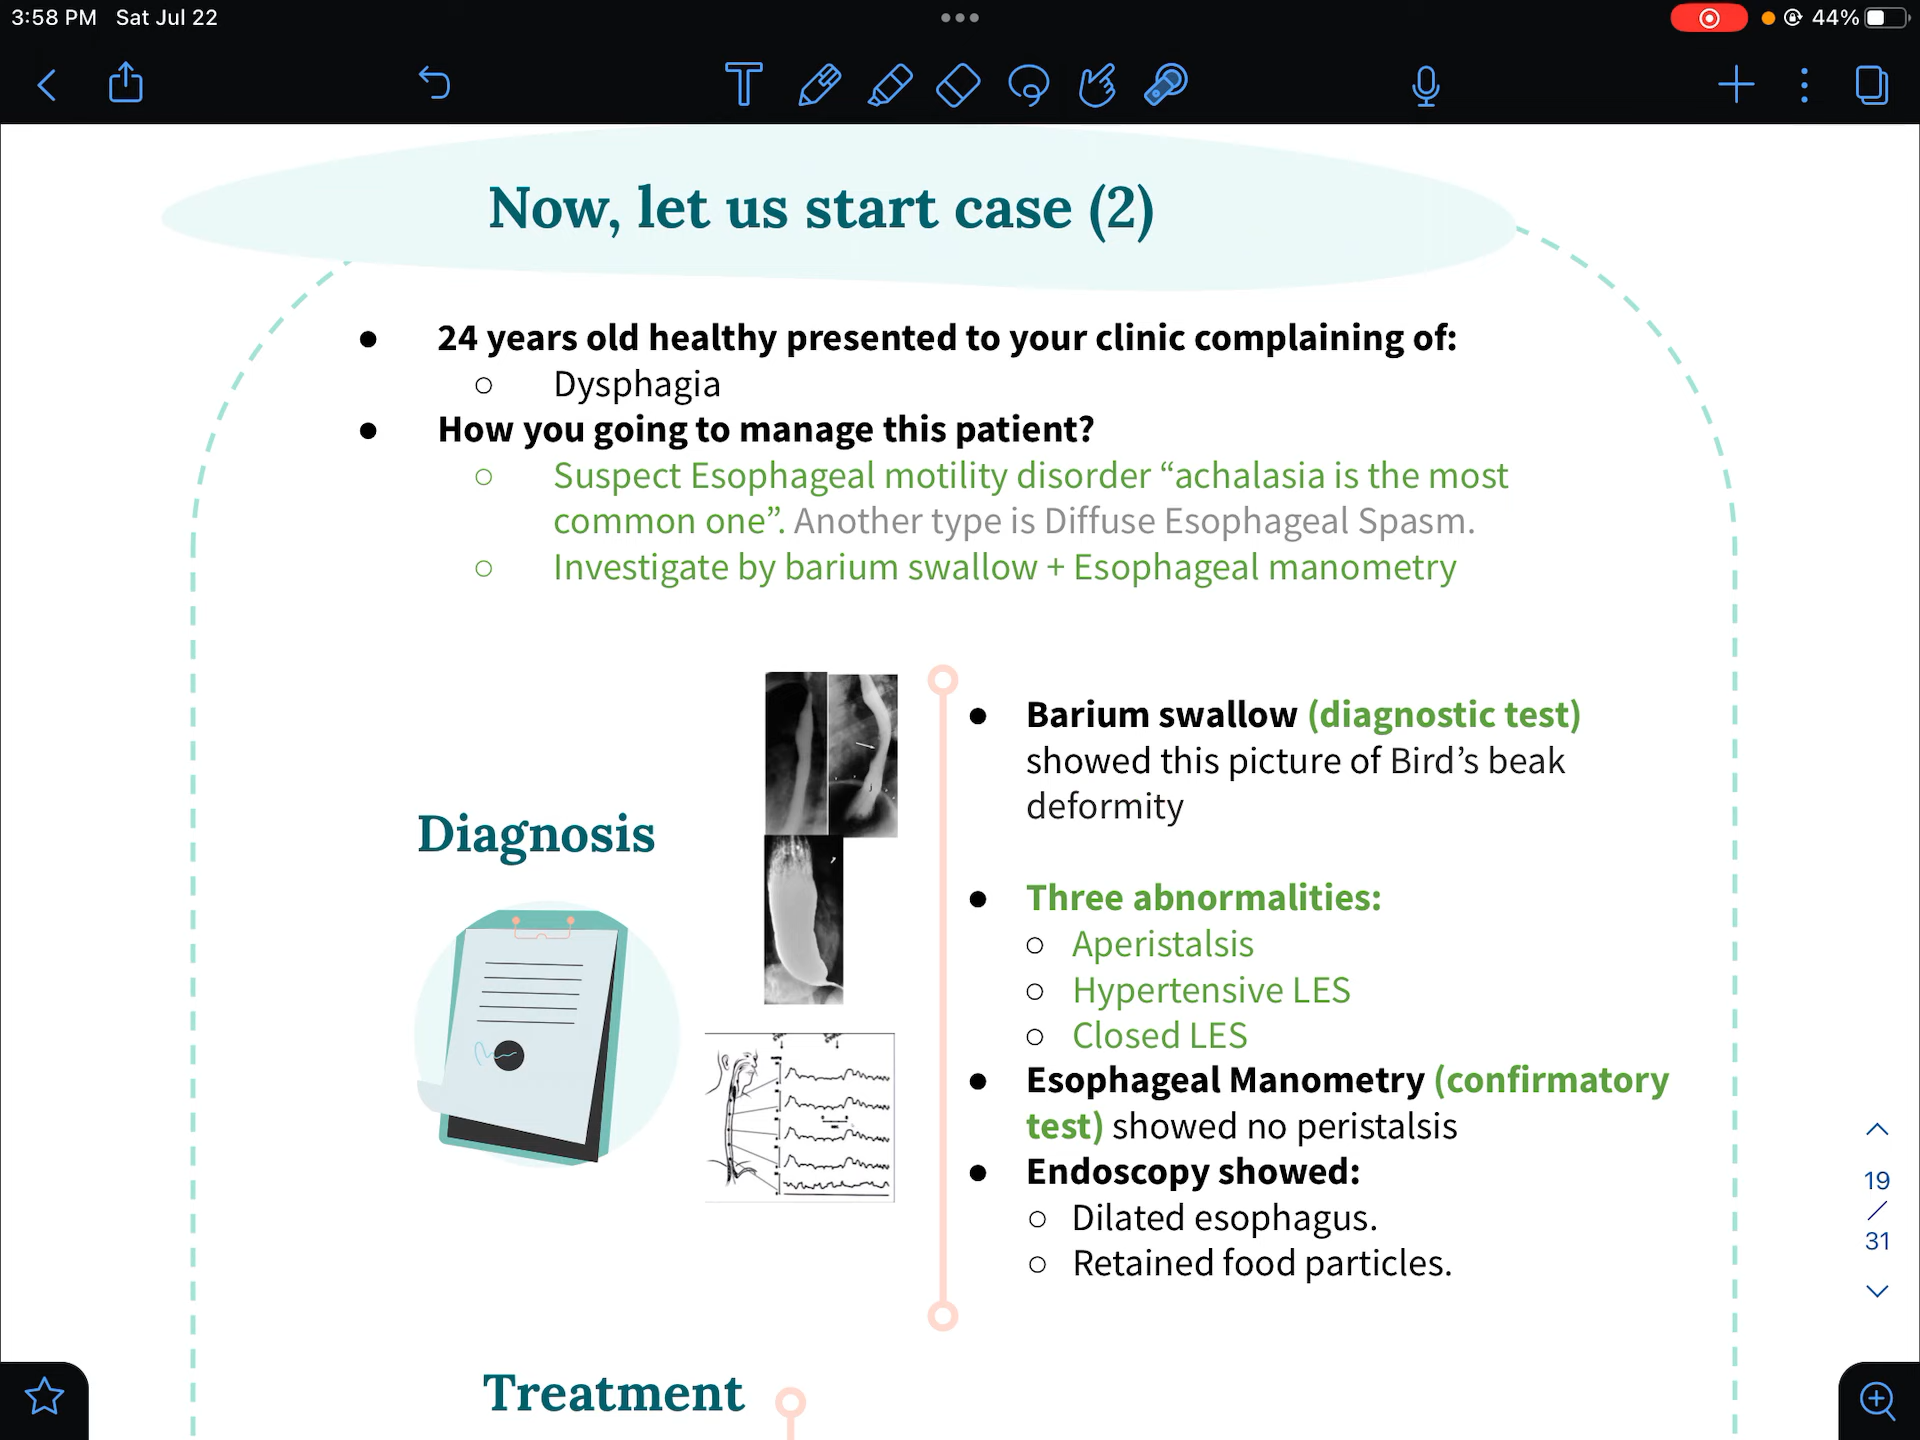 3:58 PM Sat Jul 22
44%
Now, let us start case (2)
● 24 years old healthy presented to your clinic complaining of:
○ Dysphagia
● How you going to manage this patient?
○ Suspect Esophageal motility disorder “achalasia is the most
common one”. Another type is Diffuse Esophageal Spasm.
○ Investigate by barium swallow + Esophageal manometry
Diagnosis
● Barium swallow (diagnostic test)
showed this picture of Bird’s beak
deformity
● Three abnormalities:
○ Aperistalsis
○ Hypertensive LES
○ Closed LES
● Esophageal Manometry (confirmatory
test) showed no peristalsis
● Endoscopy showed:
○ Dilated esophagus.
○ Retained food particles.
19
/
31
Treatment